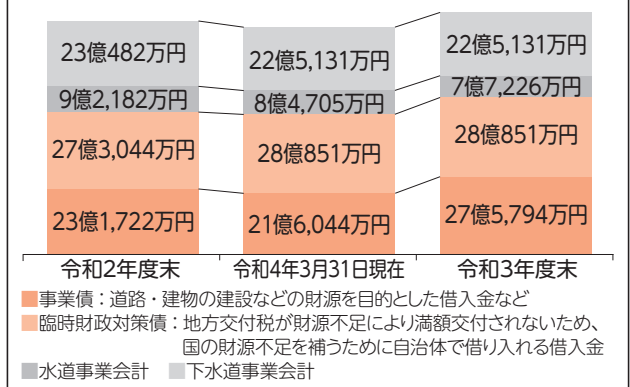 23億482万円
22億5,131万円
22億5,131万円
9億2,182万円
8億4,705万円
7億7,226万円
27億3,044万円
28億851万円
28億851万円
23億1,722万円
21億6,044万円
27億5,794万円
令和2年度末
令和4年3月31日現在
令和3年度末
■事業債：道路・建物の建設などの財源を目的とした借入金など
■臨時財政対策債：地方交付税が財源不足により満額交付されないため、
国の財源不足を補うために自治体で借り入れる借入金
■水道事業会計 ■下水道事業会計